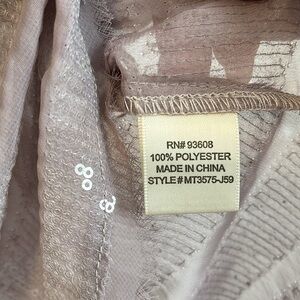 RN# 93608
100% POLYESTER
MADE IN CHINA
STYLE# MT3575-J59